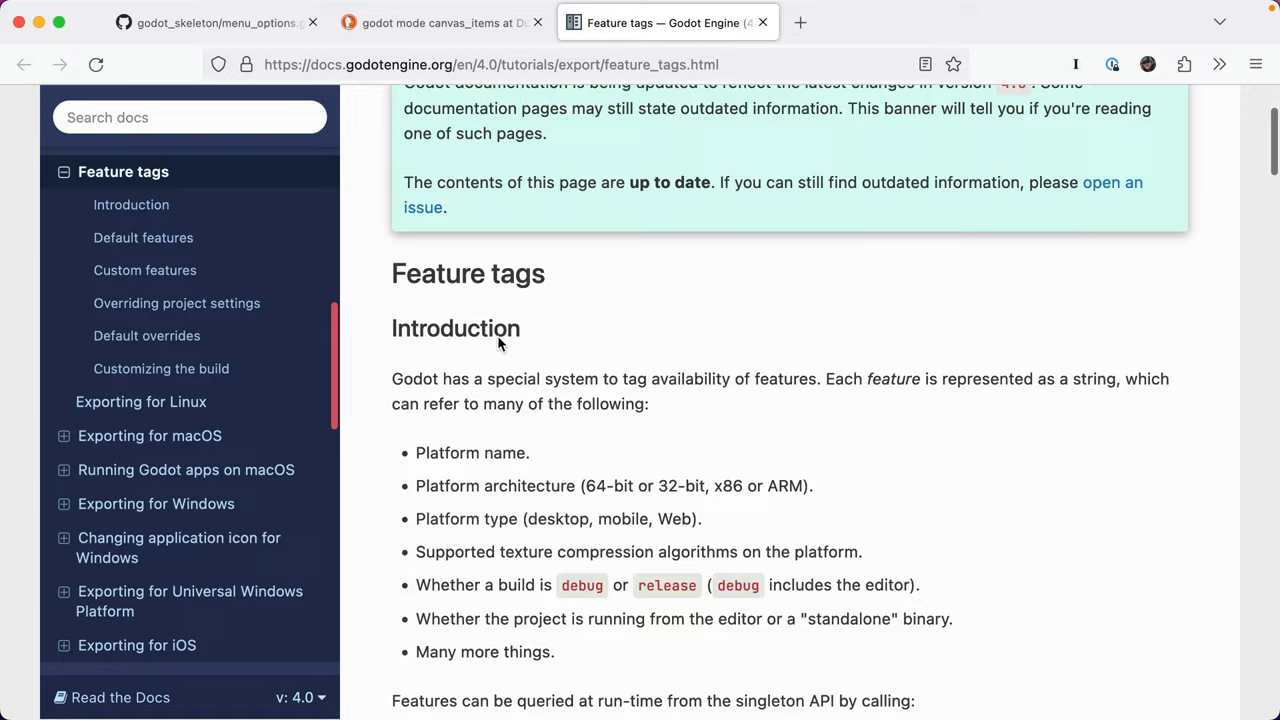 godot_skeleton/menu_options.g
godot mode canvas_items at Du
Feature tags — Godot Engine (4
https://docs.godotengine.org/en/4.0/tutorials/export/feature_tags.html
Search docs
Feature tags
Introduction
Default features
Custom features
Overriding project settings
Default overrides
Customizing the build
Exporting for Linux
Exporting for macOS
Running Godot apps on macOS
Exporting for Windows
Changing application icon for
Windows
Exporting for Universal Windows
Platform
Exporting for iOS
Read the Docs
v: 4.0
Godot documentation is being updated to reflect the latest changes in version 4.0. Some
documentation pages may still state outdated information. This banner will tell you if you're reading
one of such pages.
The contents of this page are up to date. If you can still find outdated information, please open an
issue.
Feature tags
Introduction
Godot has a special system to tag availability of features. Each feature is represented as a string, which
can refer to many of the following:
• Platform name.
• Platform architecture (64-bit or 32-bit, x86 or ARM).
• Platform type (desktop, mobile, Web).
• Supported texture compression algorithms on the platform.
• Whether a build is debug or release (debug includes the editor).
• Whether the project is running from the editor or a "standalone" binary.
• Many more things.
Features can be queried at run-time from the singleton API by calling: